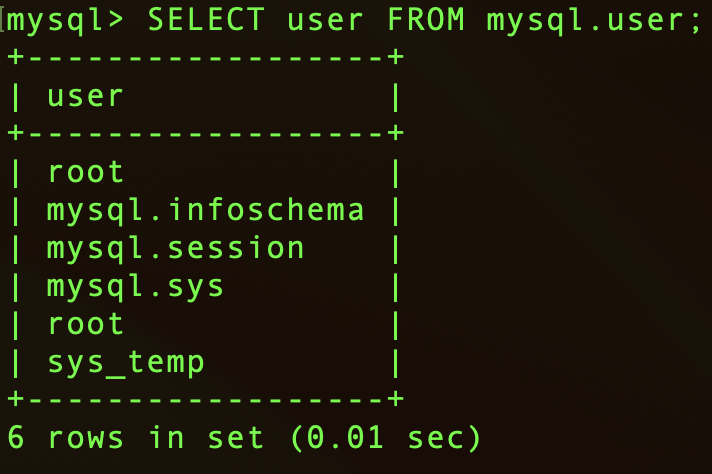 mysql> SELECT user FROM mysql.user;
+------------------+
| user             |
+------------------+
| root             |
| mysql.infoschema |
| mysql.session    |
| mysql.sys        |
| root             |
| sys_temp         |
+------------------+
6 rows in set (0.01 sec)